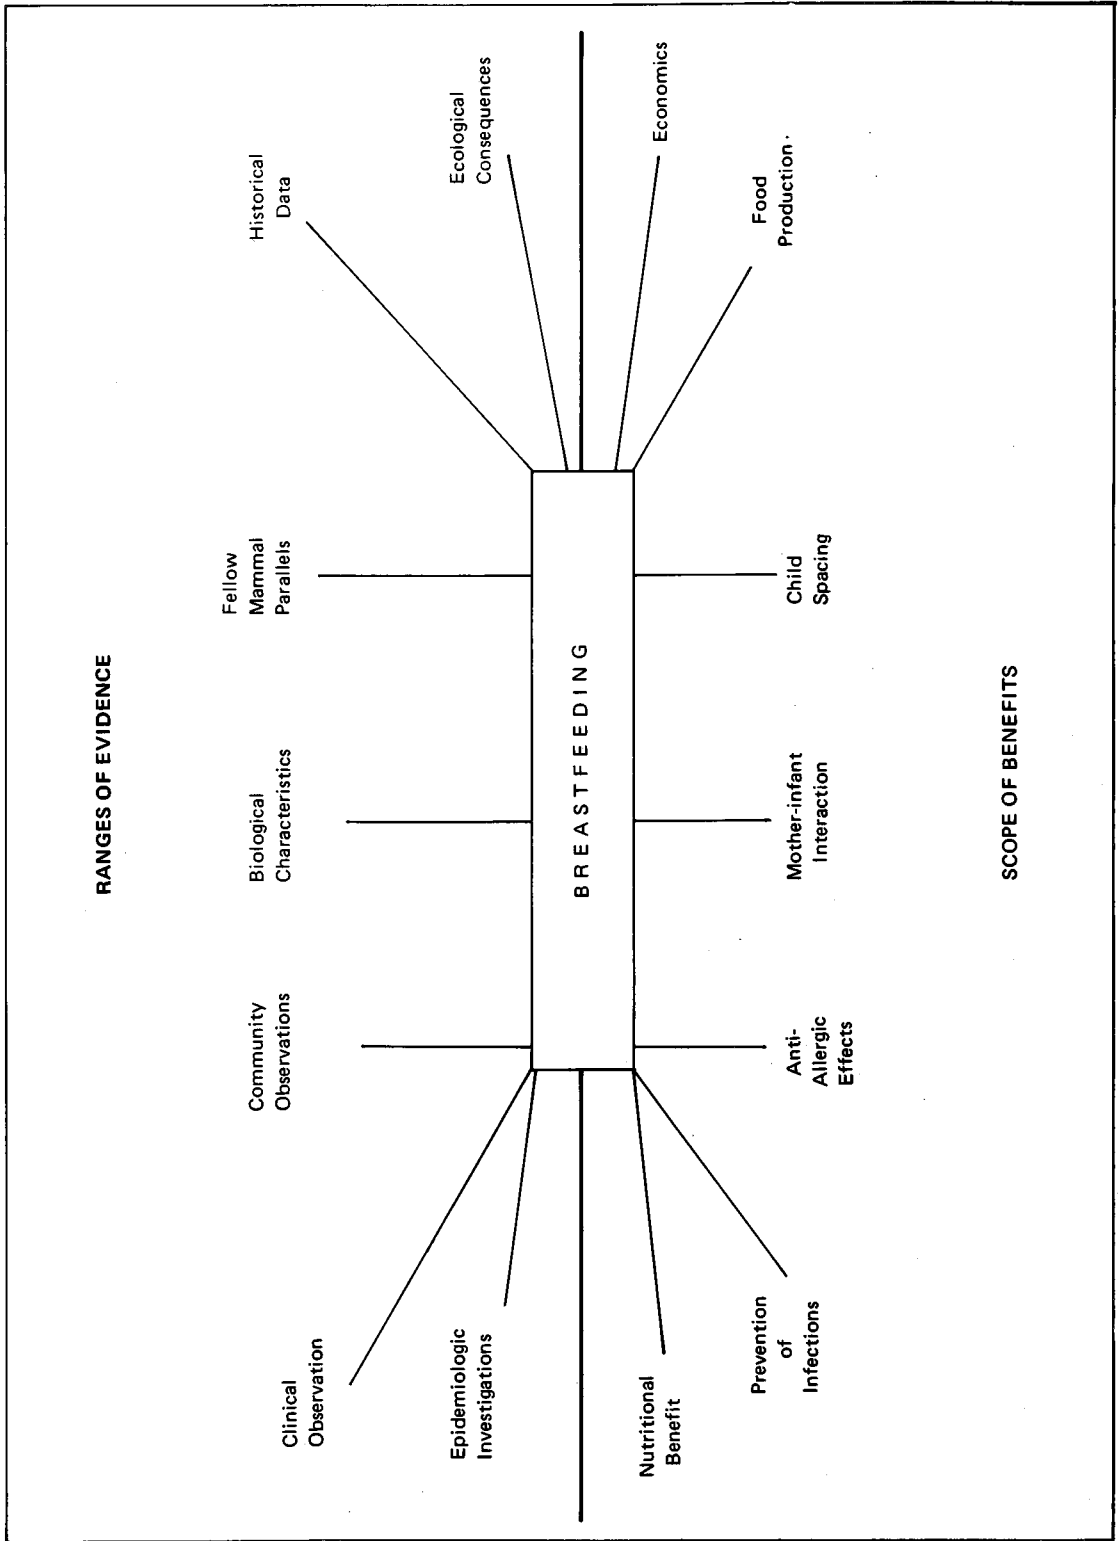 RANGES OF EVIDENCE
Clinical
Observation
Epidemiologic
Investigations
Community
Observations
Biological
Characteristics
Fellow
Mammal
Parallels
Historical
Data
Ecological
Consequences
BREASTFEEDING
Nutritional
Benefit
Prevention
of
Infections
Anti-
Allergic
Effects
Mother-infant
Interaction
Child
Spacing
Food
Production
Economics
SCOPE OF BENEFITS